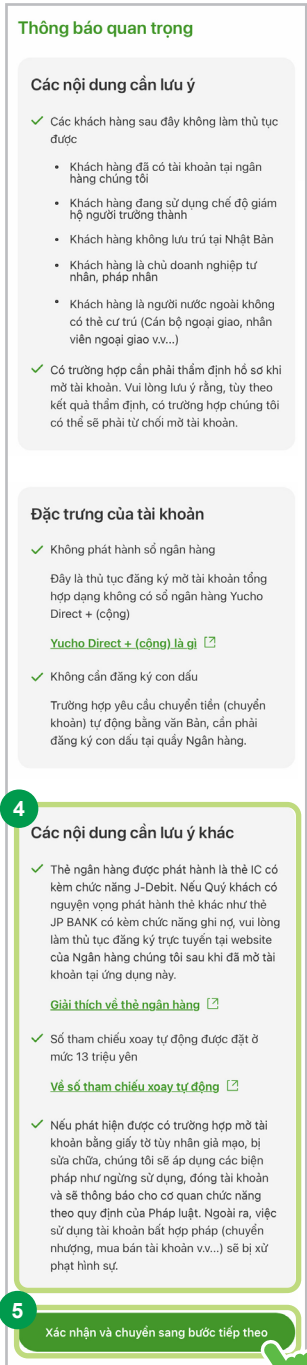 Thông báo quan trọng
Các nội dung cần lưu ý
Các khách hàng sau đây không làm thủ tục
được
Khách hàng đã có tài khoản tại ngân
hàng chúng tôi
Khách hàng đang sử dụng chế độ giám
hộ người trưởng thành
Khách hàng không lưu trú tại Nhật Bản
Khách hàng là chủ doanh nghiệp tư
nhân, pháp nhân
Khách hàng là người nước ngoài không
có thẻ cư trú (Cán bộ ngoại giao, nhân
viên ngoại giao v.v...)
Có trường hợp cần phải thẩm định hồ sơ khi
mở tài khoản. Vui lòng lưu ý rằng, tùy theo
kết quả thẩm định, có trường hợp chúng tôi
có thể sẽ phải từ chối mở tài khoản.
Đặc trưng của tài khoản
Không phát hành sổ ngân hàng
Đây là thủ tục đăng ký mở tài khoản tổng
hợp dạng không có sổ ngân hàng Yucho
Direct + (cộng)
Yucho Direct + (cộng) là gì
Không cần đăng ký con dấu
Trường hợp yêu cầu chuyển tiền (chuyển
khoản) tự động bằng văn Bản, cần phải
đăng ký con dấu tại quầy Ngân hàng.
4
Các nội dung cần lưu ý khác
Thẻ ngân hàng được phát hành là thẻ IC có
kèm chức năng J-Debit. Nếu Quý khách có
nguyện vọng phát hành thẻ khác như thẻ
JP BANK có kèm chức năng ghi nợ, vui lòng
làm thủ tục đăng ký trực tuyến tại website
của Ngân hàng chúng tôi sau khi đã mở tài
khoản tại ứng dụng này.
Giải thích về thẻ ngân hàng
Số tham chiếu xoay tự động được đặt ở
mức 13 triệu yên
Về số tham chiếu xoay tự động
Nếu phát hiện được có trường hợp mở tài
khoản bằng giấy tờ tùy nhân giả mạo, bị
sửa chữa, chúng tôi sẽ áp dụng các biện
pháp như ngừng sử dụng, đóng tài khoản
và sẽ thông báo cho cơ quan chức năng
theo quy định của Pháp luật. Ngoài ra, việc
sử dụng tài khoản bất hợp pháp (chuyển
nhượng, mua bán tài khoản v.v...) sẽ bị xử
phạt hình sự.
5
Xác nhận và chuyển sang bước tiếp theo